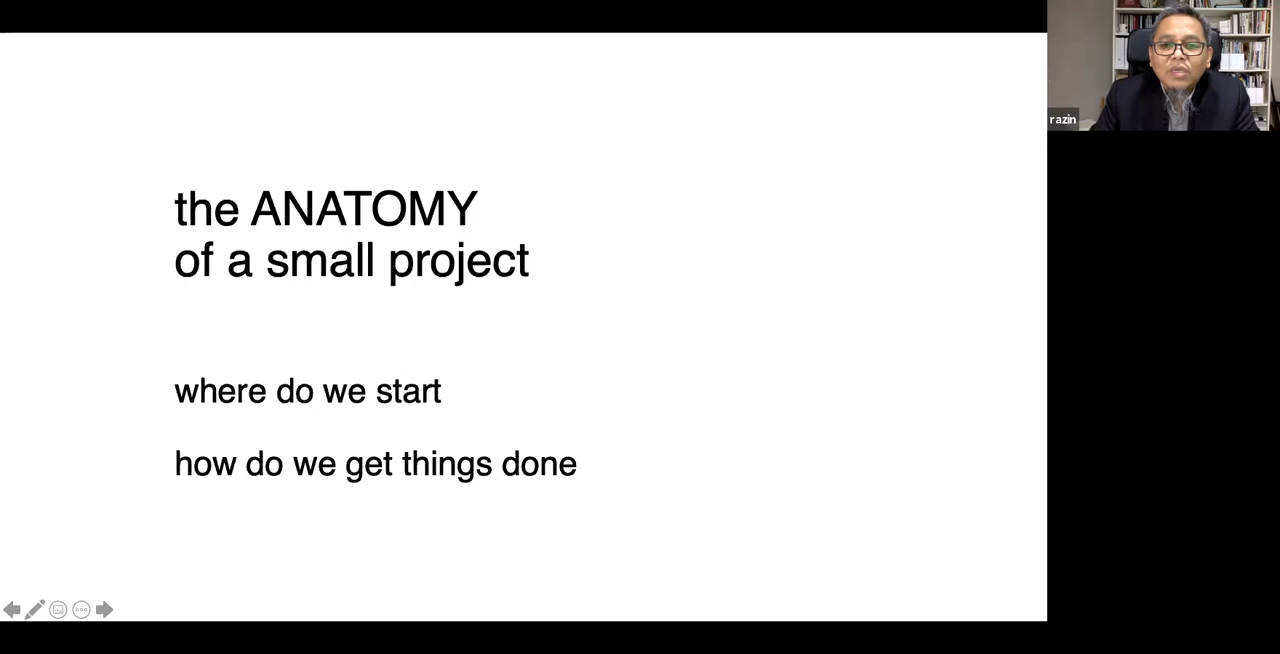 the ANATOMY
of a small project
where do we start
how do we get things done
razin